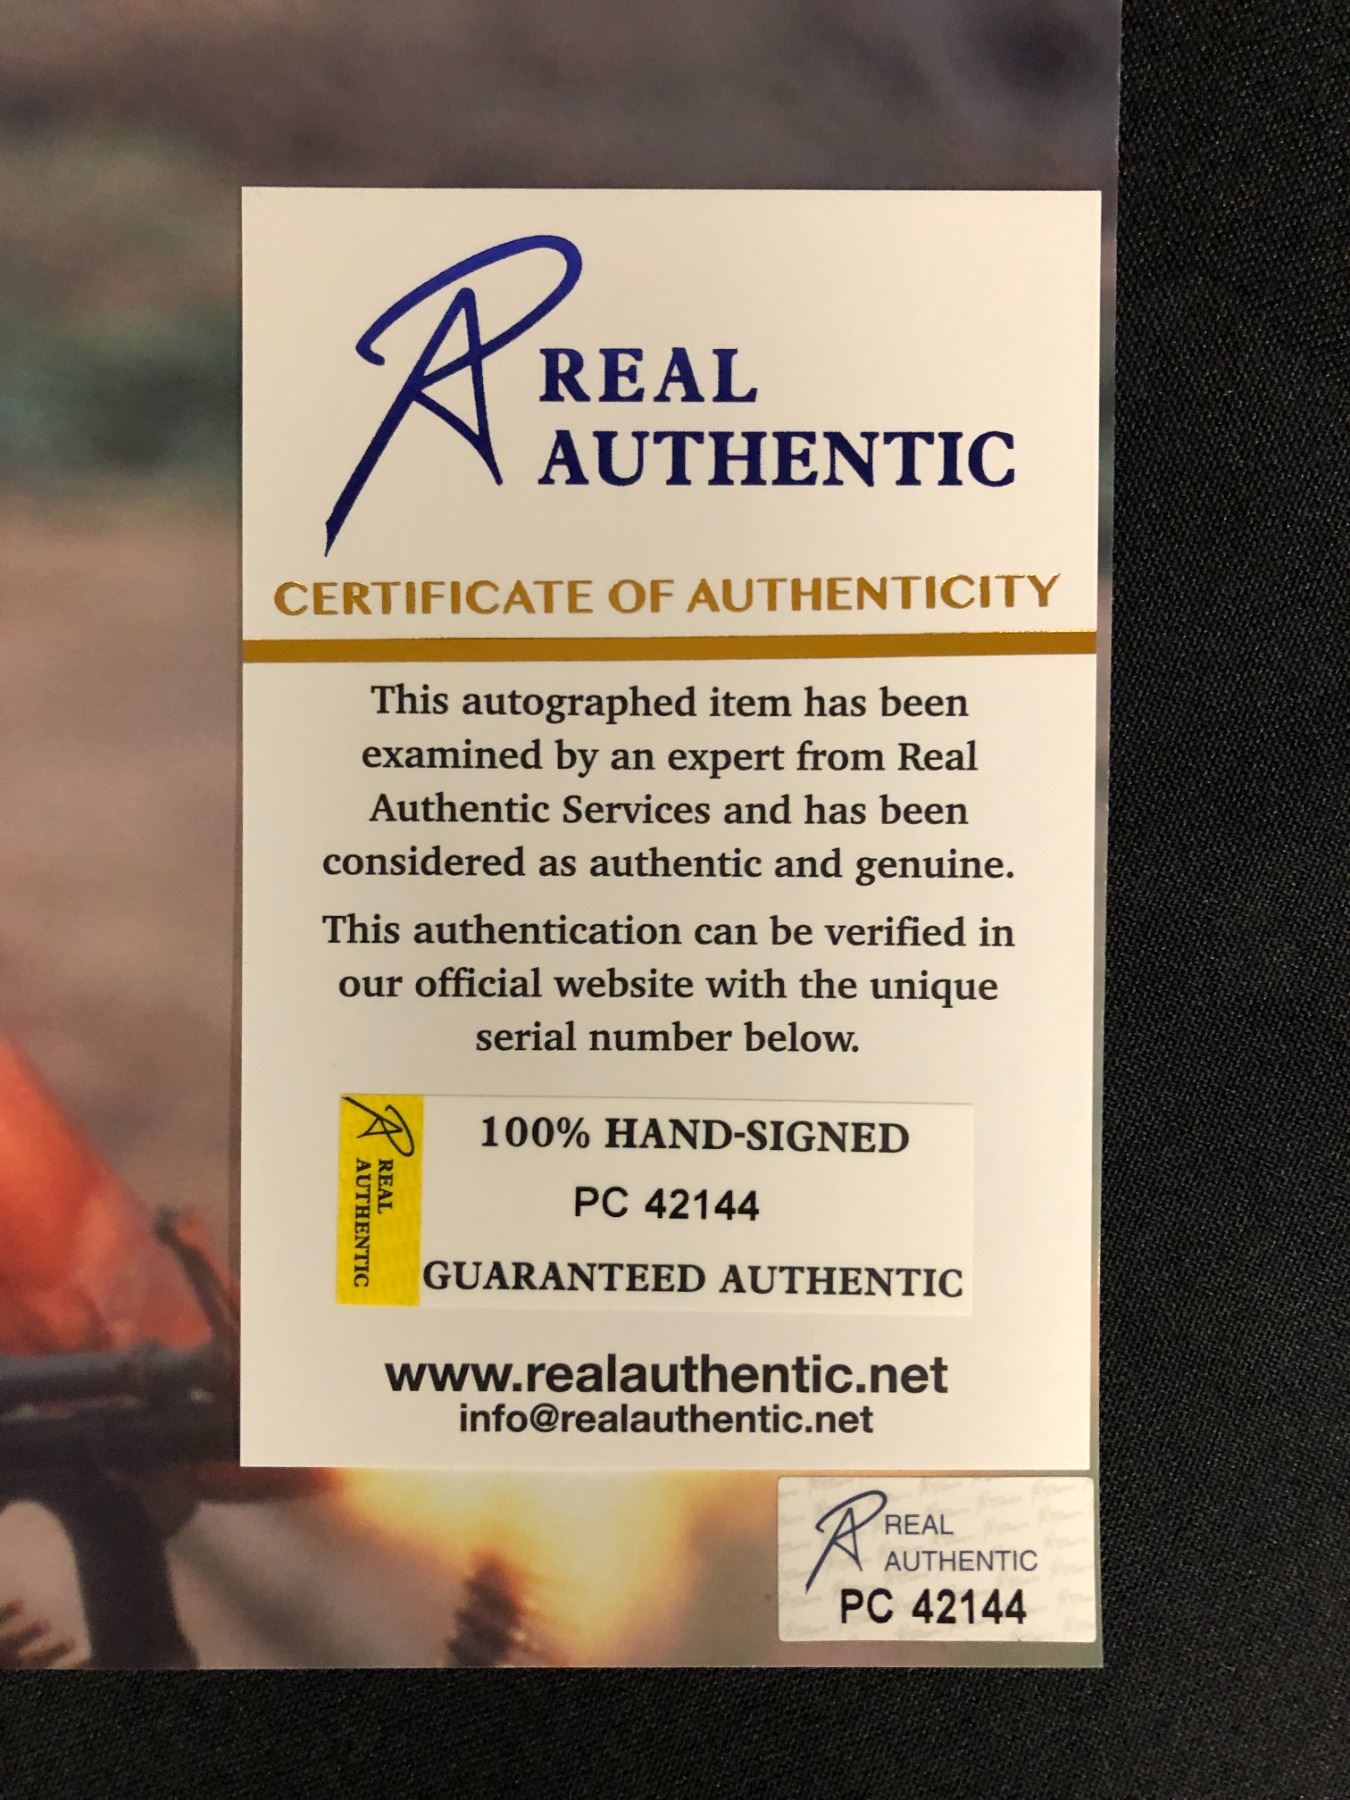 REAL
AUTHENTIC
CERTIFICATE OF AUTHENTICITY
This autographed item has been
examined by an expert from Real
Authentic Services and has been
considered as authentic and genuine.
This authentication can be verified in
our official website with the unique
serial number below.
REAL
AUTHENTIC
100% HAND-SIGNED
PC 42144
GUARANTEED AUTHENTIC
www.realauthentic.net
info@realauthentic.net
REAL
AUTHENTIC
PC 42144